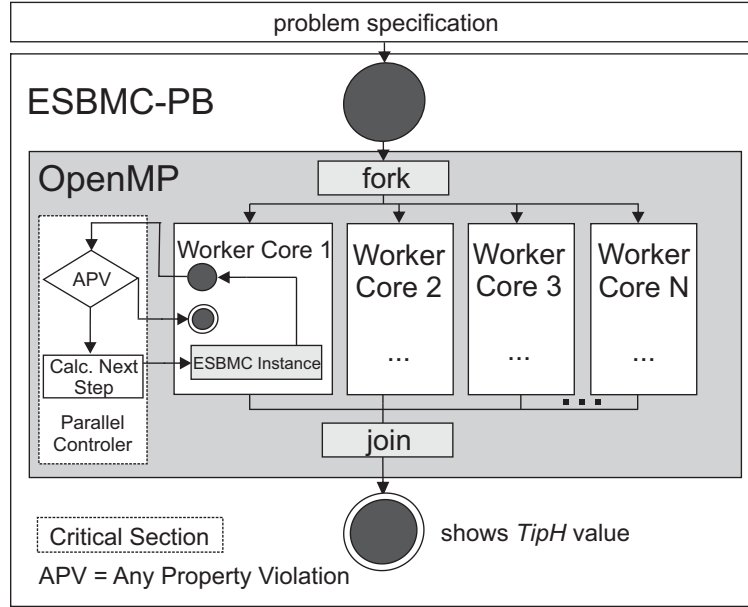 problem specification
ESBMC-PB
OpenMP
fork
Worker Core 1
Worker
Core 2
...
Worker
Core 3
...
Worker
Core N
...
APV
ESBMC Instance
Calc. Next
Step
Parallel
Controler
join
Critical Section
shows TipH value
APV = Any Property Violation